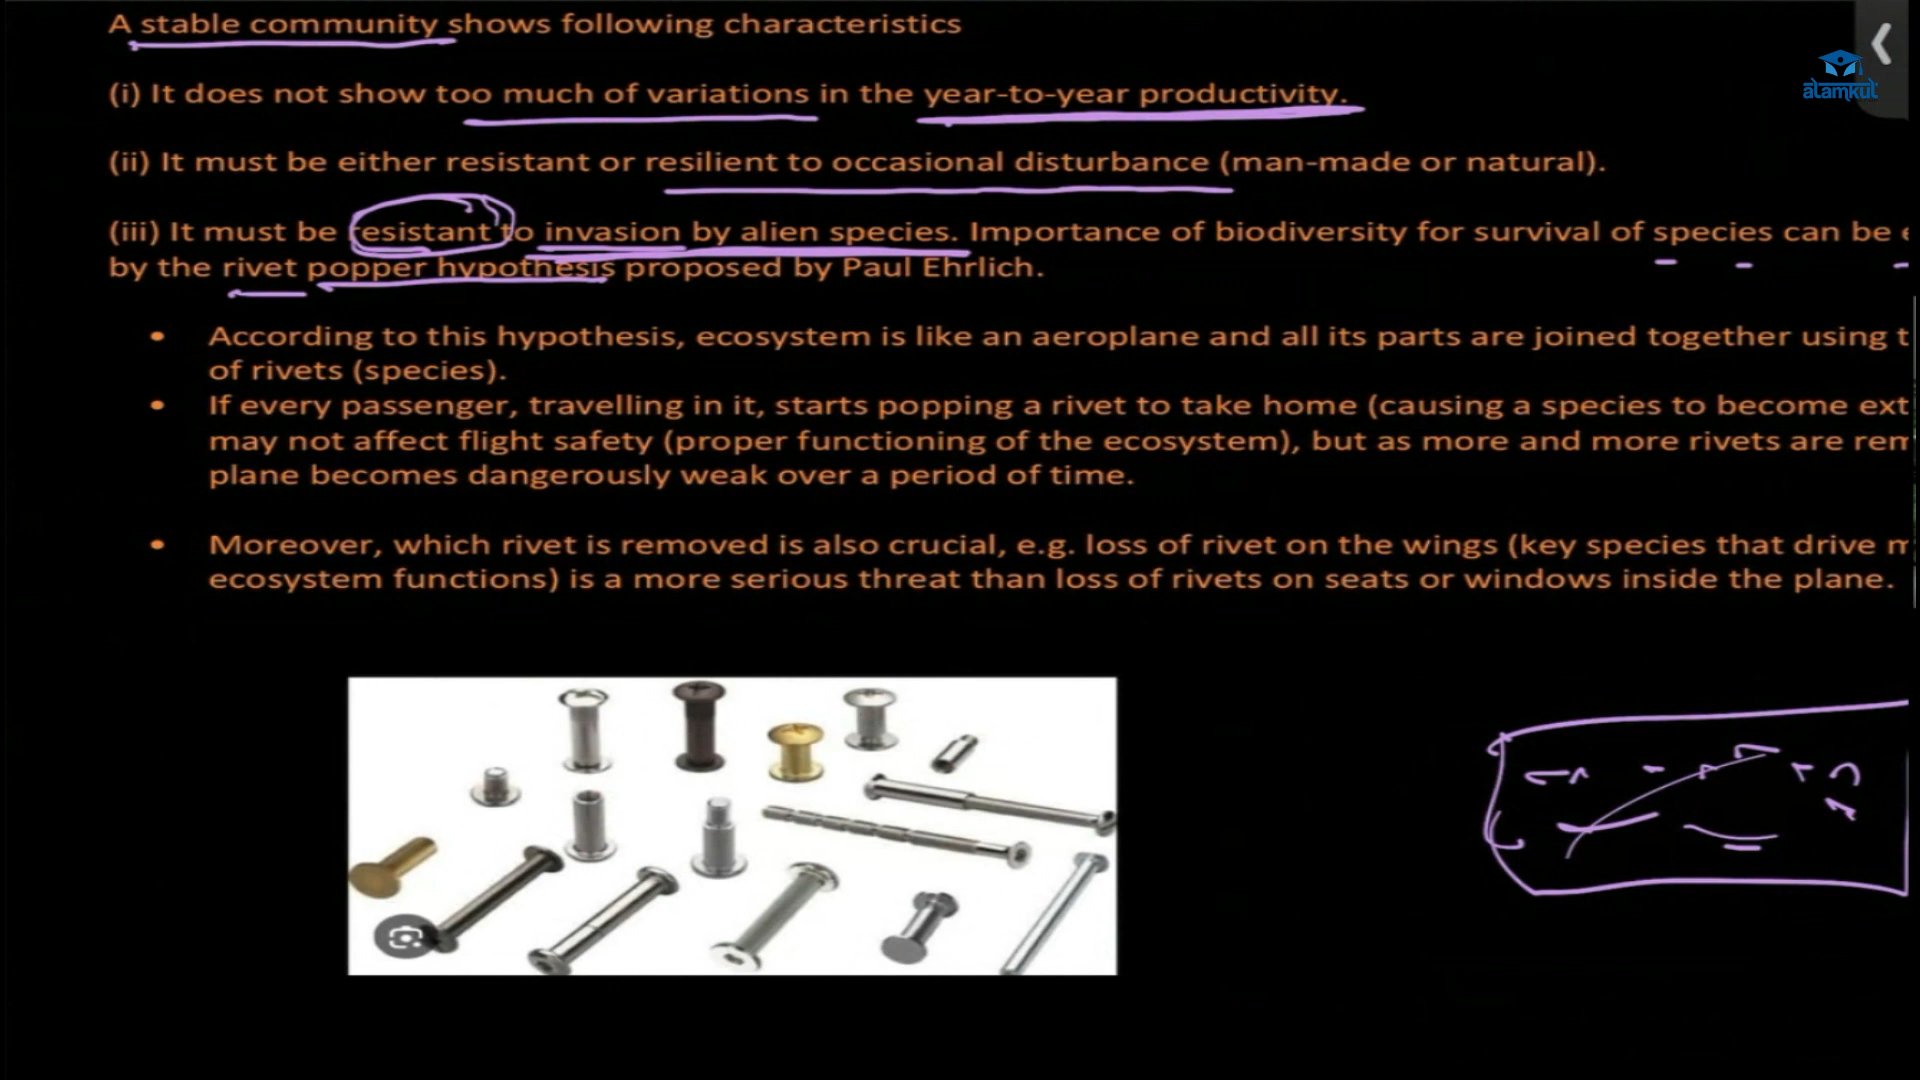 A stable community shows following characteristics
(i) It does not show too much of variations in the year-to-year productivity.
(ii) It must be either resistant or resilient to occasional disturbance (man-made or natural).
(iii) It must be resistant to invasion by alien species. Importance of biodiversity for survival of species can be
by the rivet popper hypothesis proposed by Paul Ehrlich.
• According to this hypothesis, ecosystem is like an aeroplane and all its parts are joined together using t
of rivets (species).
• If every passenger, travelling in it, starts popping a rivet to take home (causing a species to become ext
may not affect flight safety (proper functioning of the ecosystem), but as more and more rivets are rem
plane becomes dangerously weak over a period of time.
• Moreover, which rivet is removed is also crucial, e.g. loss of rivet on the wings (key species that drive m
ecosystem functions) is a more serious threat than loss of rivets on seats or windows inside the plane.